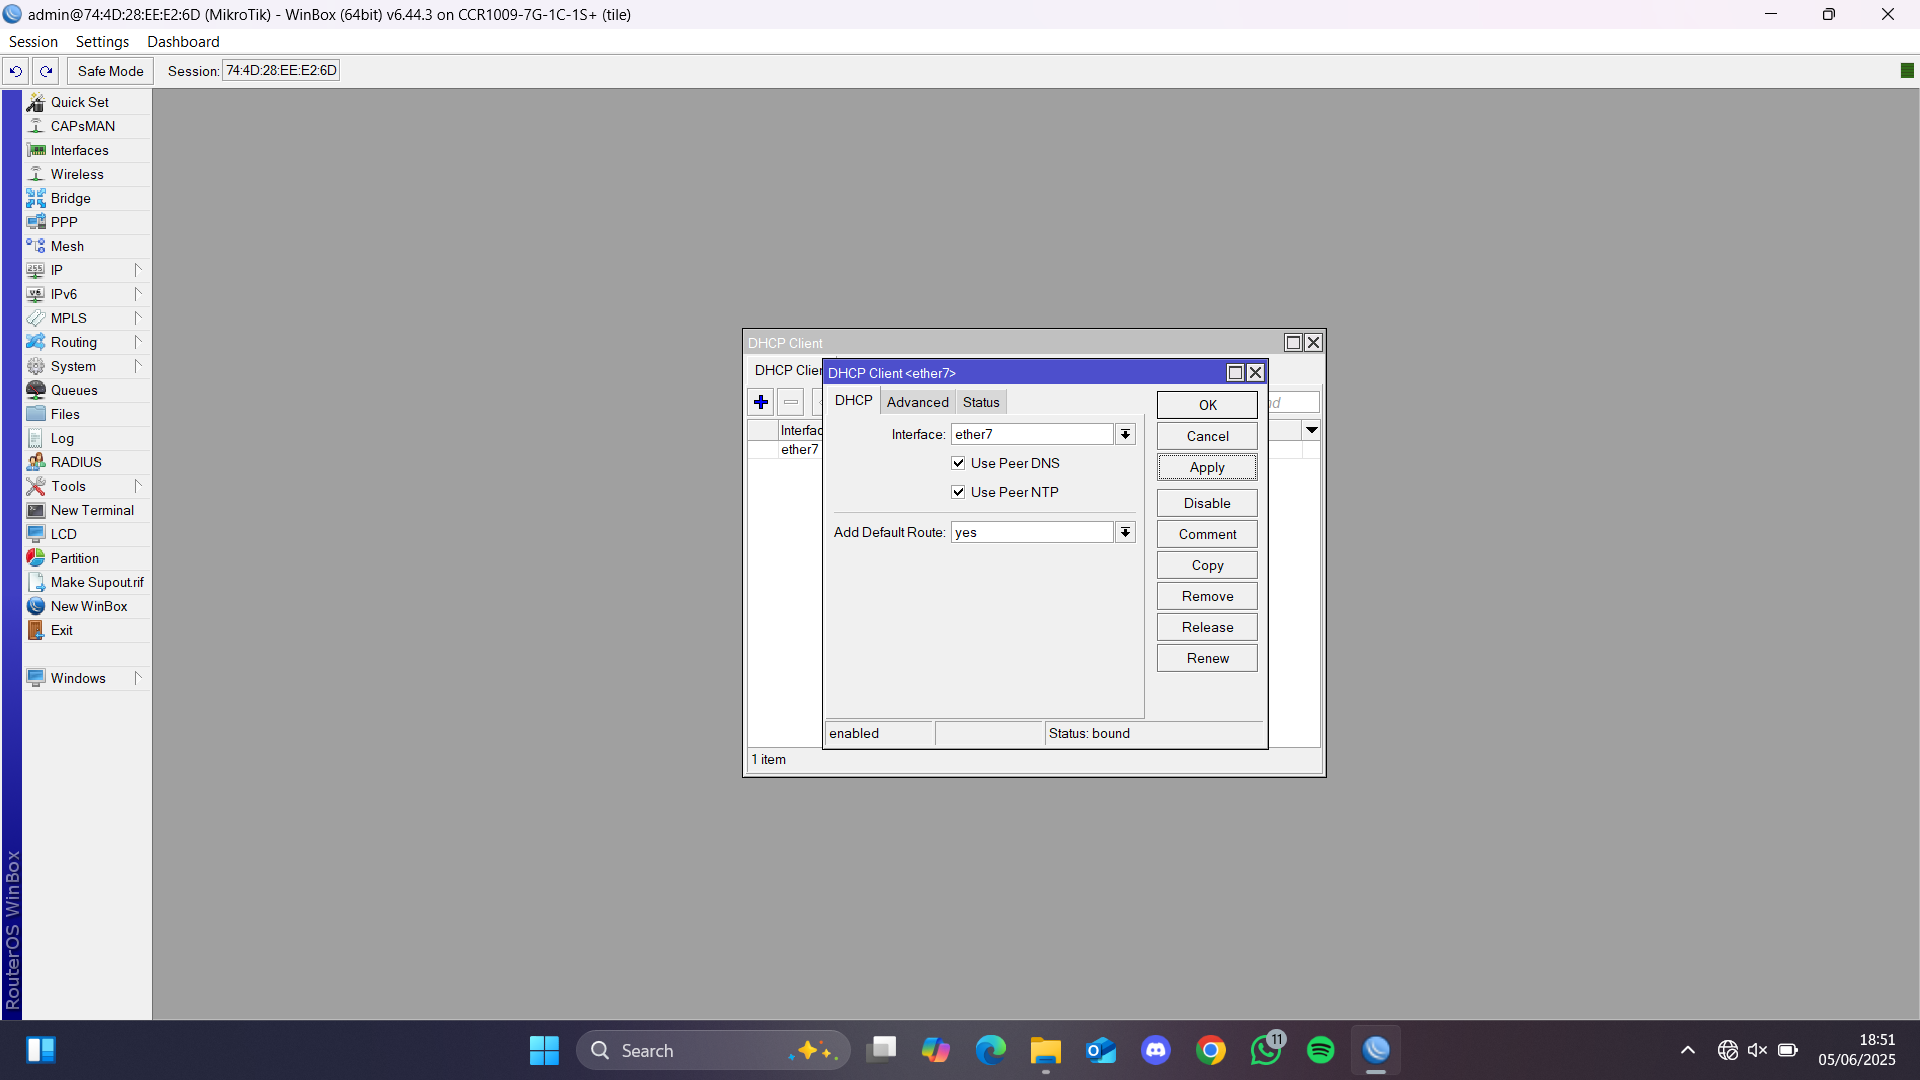 admin@74:4D:28:EE:E2:6D (MikroTik) - WinBox (64bit) v6.44.3 on CCR1009-7G-1C-1S+ (tile)
Session Settings Dashboard
Safe Mode Session: 74:4D:28:EE:E2:6D
Quick Set
CAPsMAN
Interfaces
Wireless
Bridge
PPP
Mesh
IP
IPv6
MPLS
Routing
System
Queues
Files
Log
RADIUS
Tools
New Terminal
LCD
Partition
Make Supout.rif
New WinBox
Exit
Windows
RouterOS WinBox
DHCP Client
DHCP Clien
Interfac
ether7
1 item
DHCP Client <ether7>
DHCP Advanced Status
Interface: ether7
Use Peer DNS
Use Peer NTP
Add Default Route: yes
OK
Cancel
Apply
Disable
Comment
Copy
Remove
Release
Renew
enabled
Status: bound
Search
11
18:51
05/06/2025